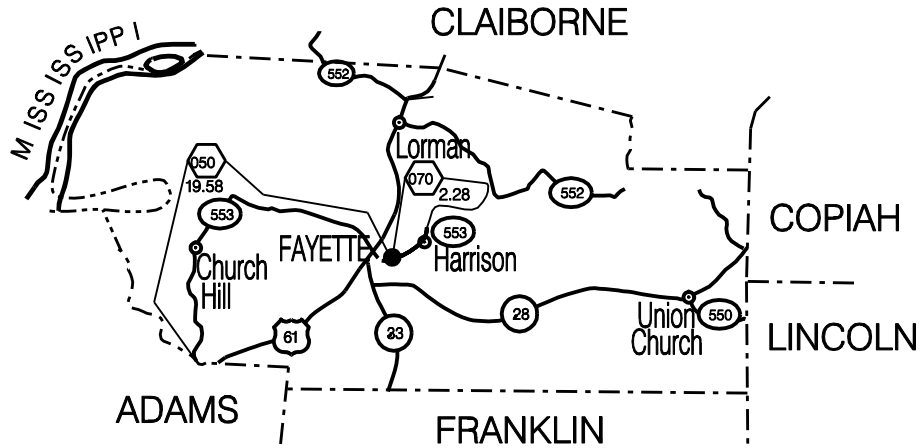 CLAIBORNE
MISSISSIPPI
552
Lorman
050
19.58
070
2.28
552
553
553
COPIAH
FAYETTE
Harrison
Church
Hill
28
Union
Church
550
61
33
LINCOLN
ADAMS
FRANKLIN